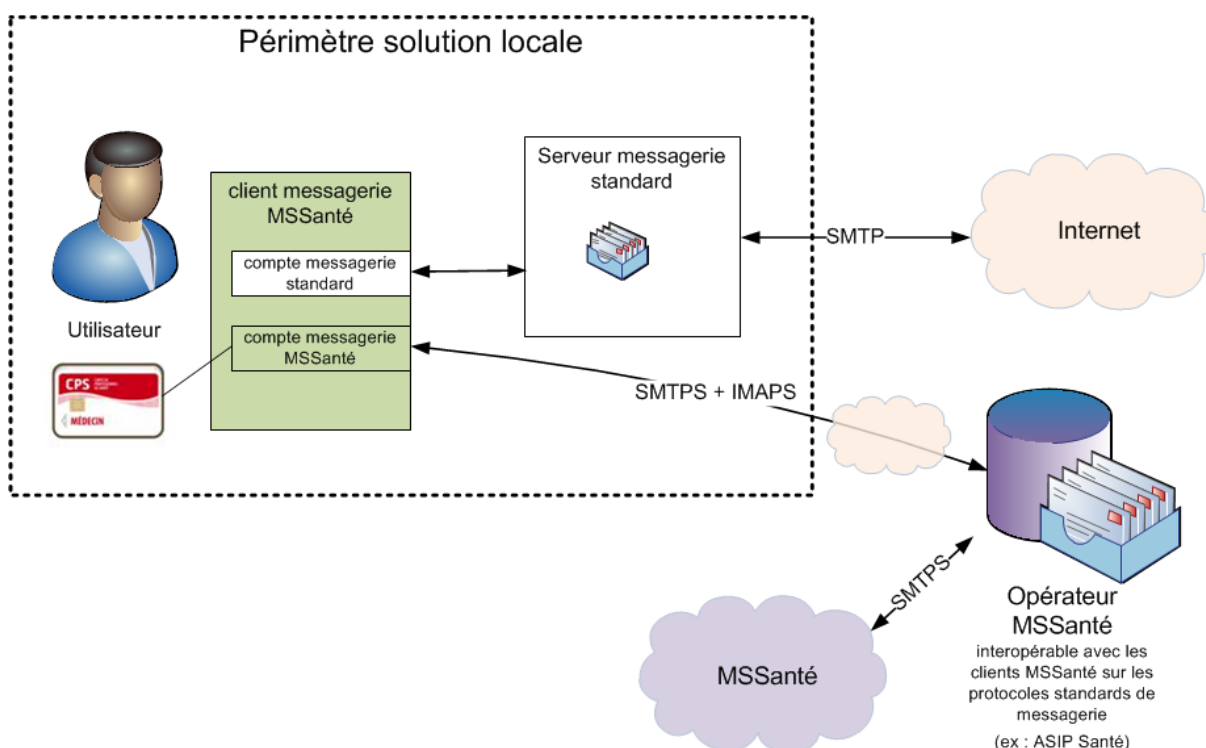 Périmètre solution locale
Serveur messagerie
standard
client messagerie
MSSanté
compte messagerie
standard
compte messagerie
MSSanté
Utilisateur
CPS
MÉDECIN
SMTP
Internet
SMTPS + IMAPS
SMTPS
MSSanté
Opérateur
MSSanté
interopérable avec les
clients MSSanté sur les
protocoles standards de
messagerie
(ex : ASIP Santé)